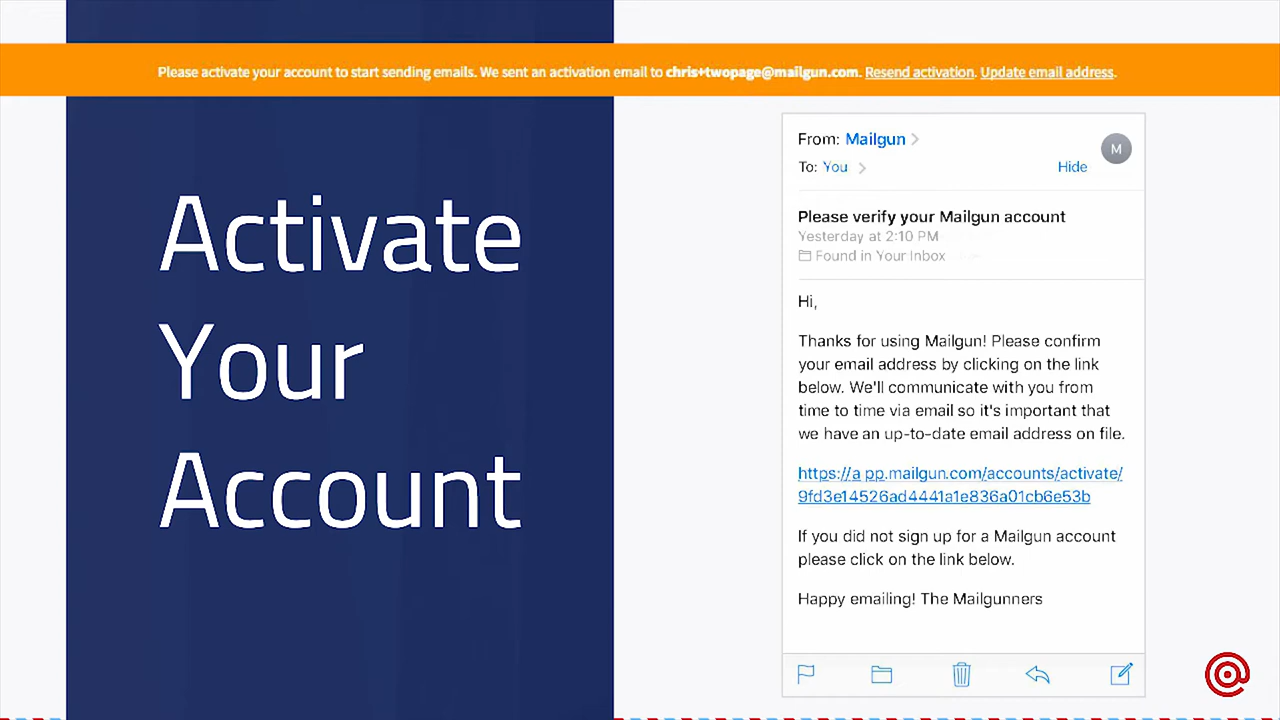 Please activate your account to start sending emails. We sent an activation email to chris+twopage@mailgun.com. Resend activation. Update email address.
Activate
Your
Account
From: Mailgun
M
To: You
Hide
Please verify your Mailgun account
Yesterday at 2:10 PM
Found in Your Inbox
Hi,
Thanks for using Mailgun! Please confirm
your email address by clicking on the link
below. We'll communicate with you from
time to time via email so it's important that
we have an up-to-date email address on file.
https://a pp.mailgun.com/accounts/activate/
9fd3e14526ad4441a1e836a01cb6e53b
If you did not sign up for a Mailgun account
please click on the link below.
Happy emailing! The Mailgunners